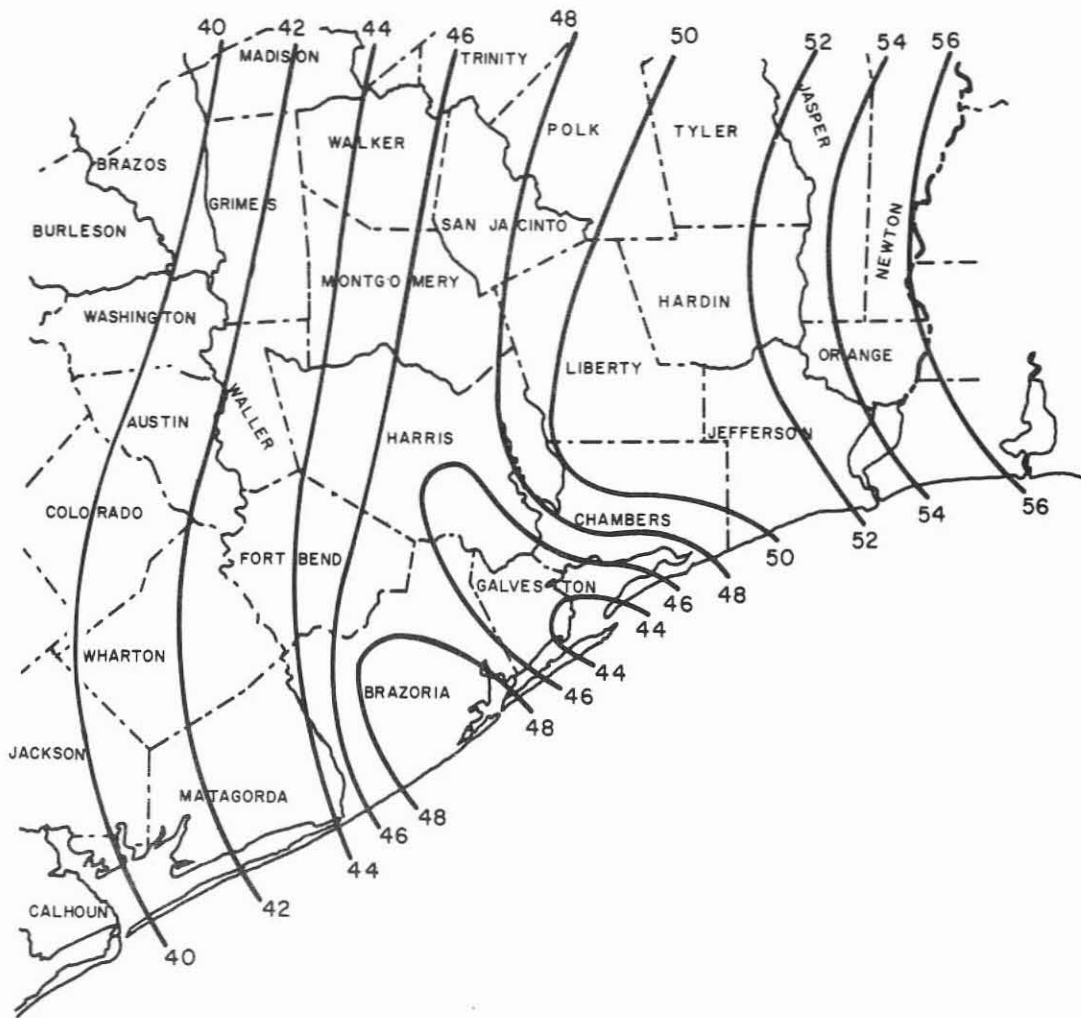 40
42
44
46
48
50
52
54
56
MADISON
TRINITY
JASPER
POLK
TYLER
WALKER
BRAZOS
GRIMES
NEWTON
BURLESON
SAN JACINTO
MONTGOMERY
HARDIN
WASHINGTON
ORANGE
LIBERTY
WALLER
AUSTIN
HARRIS
JEFFERSON
COLORADO
CHAMBERS
FORT BEND
GALVESTON
50
52
54
56
48
46
44
44
46
48
WHARTON
BRAZORIA
JACKSON
MATAGORDA
48
46
44
42
CALHOUN
40